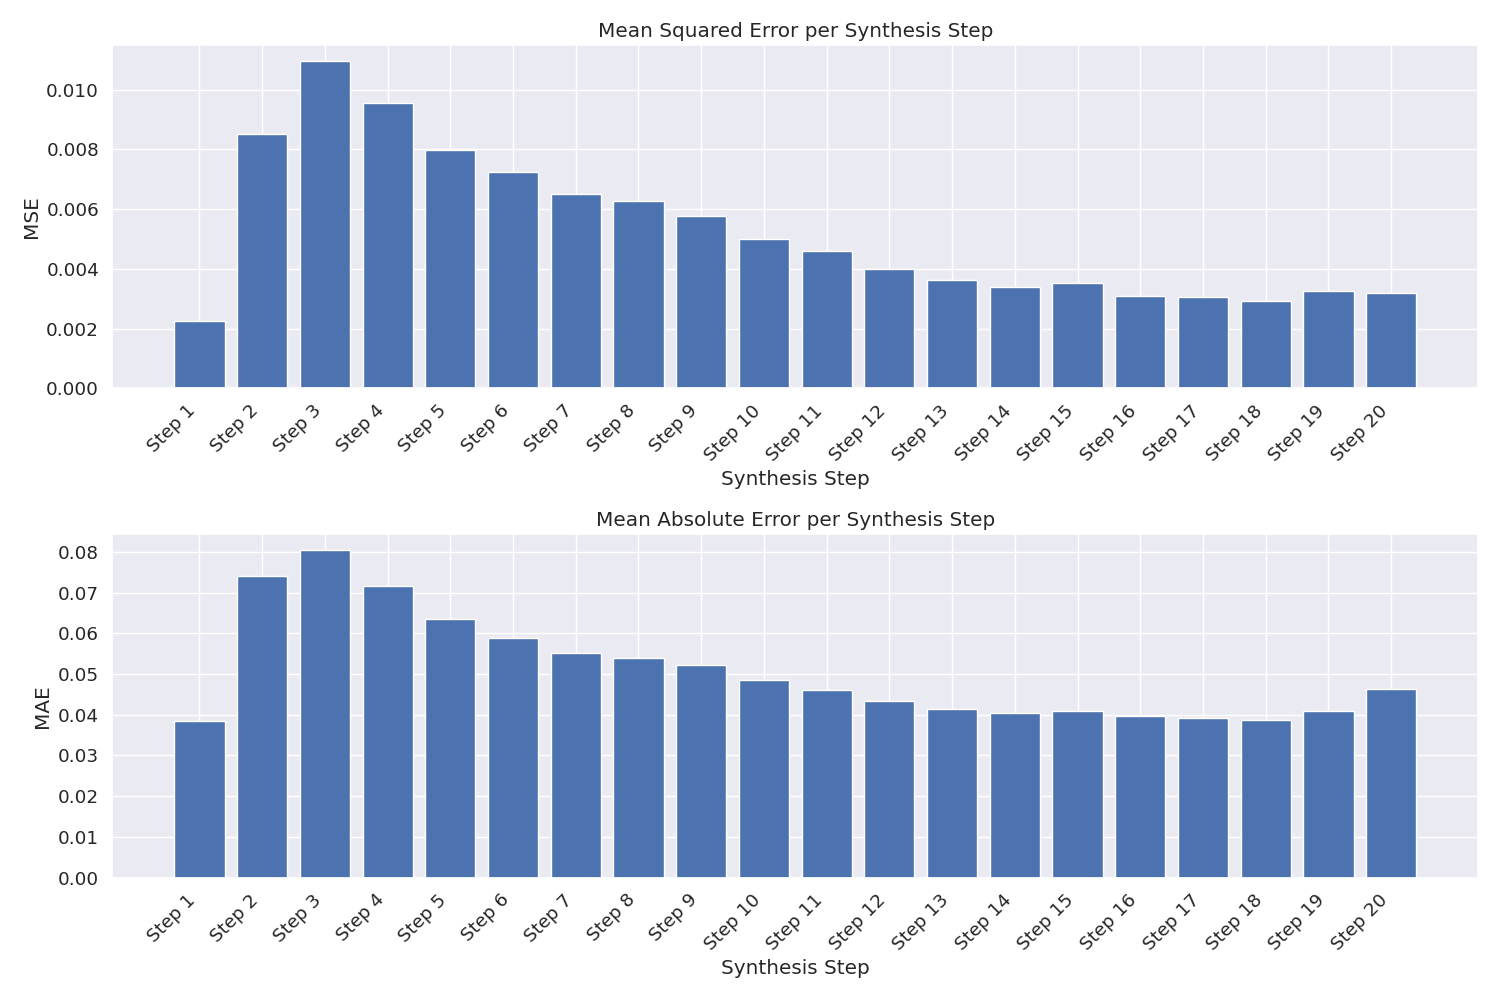 Mean Squared Error per Synthesis Step
MSE
0.010
0.008
0.006
0.004
0.002
0.000
Step 1
Step 2
Step 3
Step 4
Step 5
Step 6
Step 7
Step 8
Step 9
Step 10
Step 11
Step 12
Step 13
Step 14
Step 15
Step 16
Step 17
Step 18
Step 19
Step 20
Synthesis Step
Mean Absolute Error per Synthesis Step
MAE
0.08
0.07
0.06
0.05
0.04
0.03
0.02
0.01
0.00
Step 1
Step 2
Step 3
Step 4
Step 5
Step 6
Step 7
Step 8
Step 9
Step 10
Step 11
Step 12
Step 13
Step 14
Step 15
Step 16
Step 17
Step 18
Step 19
Step 20
Synthesis Step